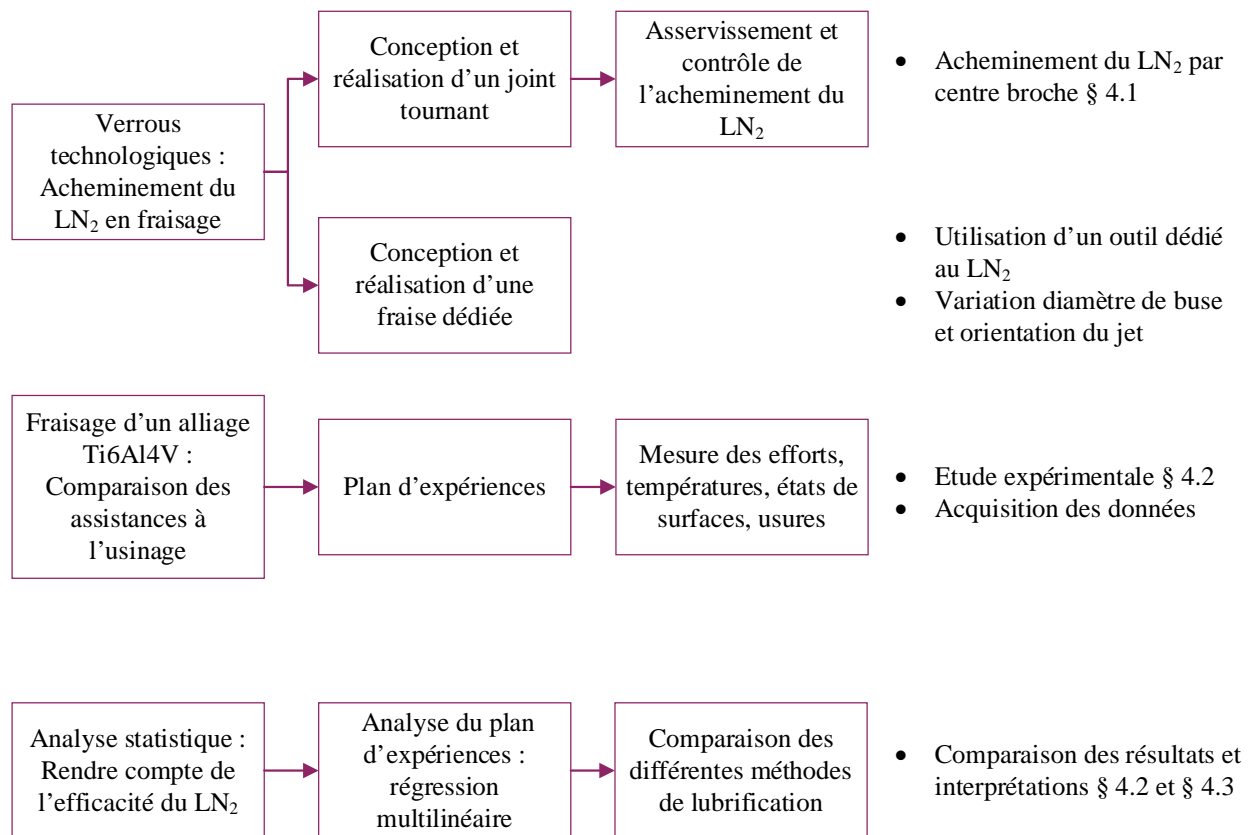 Verrous
technologiques :
Acheminement du
LN₂ en fraisage
Conception et
réalisation d’un joint
tournant
Asservissement et
contrôle de
l’acheminement du
LN₂
• Acheminement du LN₂ par
centre broche § 4.1
Conception et
réalisation d’une
fraise dédiée
• Utilisation d’un outil dédié
au LN₂
• Variation diamètre de buse
et orientation du jet
Fraisage d’un alliage
Ti6Al4V :
Comparaison des
assistances à
l’usinage
Plan d’expériences
Mesure des efforts,
températures, états de
surfaces, usures
• Etude expérimentale § 4.2
• Acquisition des données
Analyse statistique :
Rendre compte de
l’efficacité du LN₂
Analyse du plan
d’expériences :
régression
multilinéaire
Comparaison des
différentes méthodes
de lubrification
• Comparaison des résultats et
interprétations § 4.2 et § 4.3